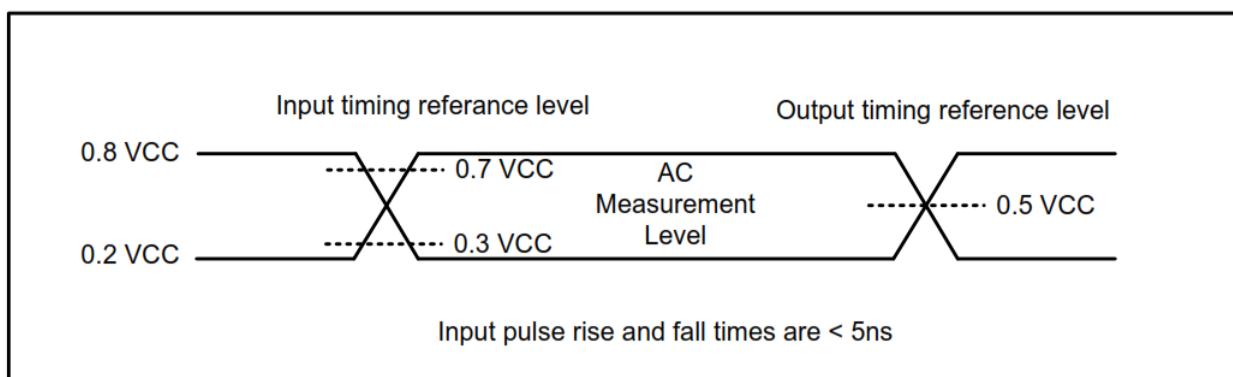 Input timing referance level
Output timing reference level
0.8 VCC
0.7 VCC
AC
Measurement
Level
0.5 VCC
0.3 VCC
0.2 VCC
Input pulse rise and fall times are < 5ns